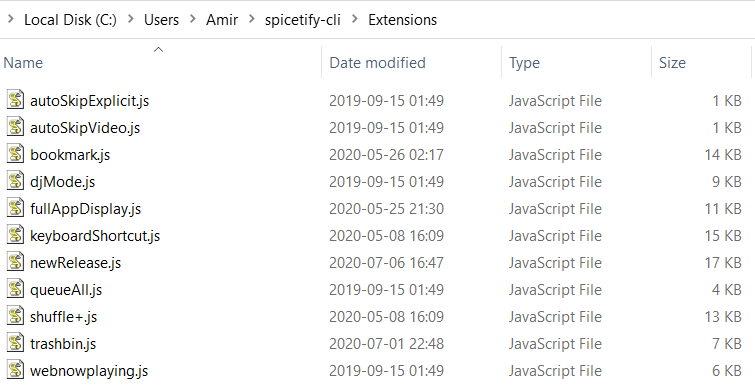 Local Disk (C:) > Users > Amir > spicetify-cli > Extensions
Name Date modified Type Size
autoSkipExplicit.js 2019-09-15 01:49 JavaScript File 1 KB
autoSkipVideo.js 2019-09-15 01:49 JavaScript File 1 KB
bookmark.js 2020-05-26 02:17 JavaScript File 14 KB
djMode.js 2019-09-15 01:49 JavaScript File 9 KB
fullAppDisplay.js 2020-05-25 21:30 JavaScript File 11 KB
keyboardShortcut.js 2020-05-08 16:09 JavaScript File 15 KB
newRelease.js 2020-07-06 16:47 JavaScript File 17 KB
queueAll.js 2019-09-15 01:49 JavaScript File 4 KB
shuffle+.js 2020-05-08 16:09 JavaScript File 13 KB
trashbin.js 2020-07-01 22:48 JavaScript File 7 KB
webnowplaying.js 2019-09-15 01:49 JavaScript File 6 KB